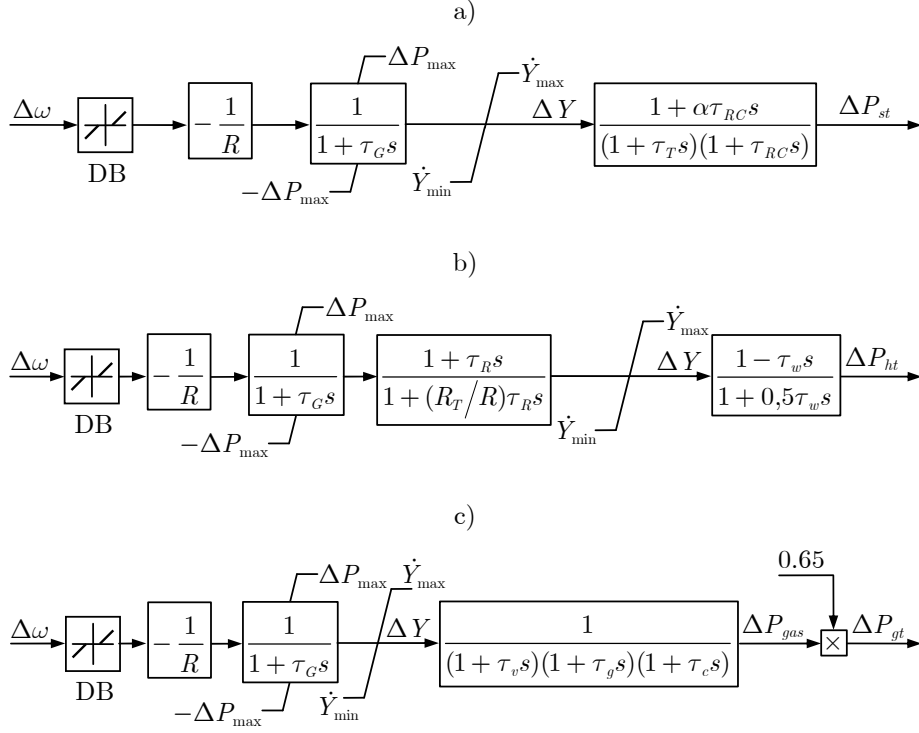 a)
ΔP_max
Ẏ_max
Δω
DB
− 1/R
1/(1 + τ_G s)
ΔY
(1 + ατ_RC s)/((1 + τ_T s)(1 + τ_RC s))
ΔP_st
−ΔP_max
Ẏ_min
b)
ΔP_max
Ẏ_max
Δω
DB
− 1/R
1/(1 + τ_G s)
(1 + τ_R s)/(1 + (R_T/R)τ_R s)
ΔY
(1 − τ_w s)/(1 + 0,5τ_w s)
ΔP_ht
−ΔP_max
Ẏ_min
c)
ΔP_max
Ẏ_max
0.65
Δω
DB
− 1/R
1/(1 + τ_G s)
ΔY
1/((1 + τ_v s)(1 + τ_g s)(1 + τ_c s))
ΔP_gas
×
ΔP_gt
−ΔP_max
Ẏ_min